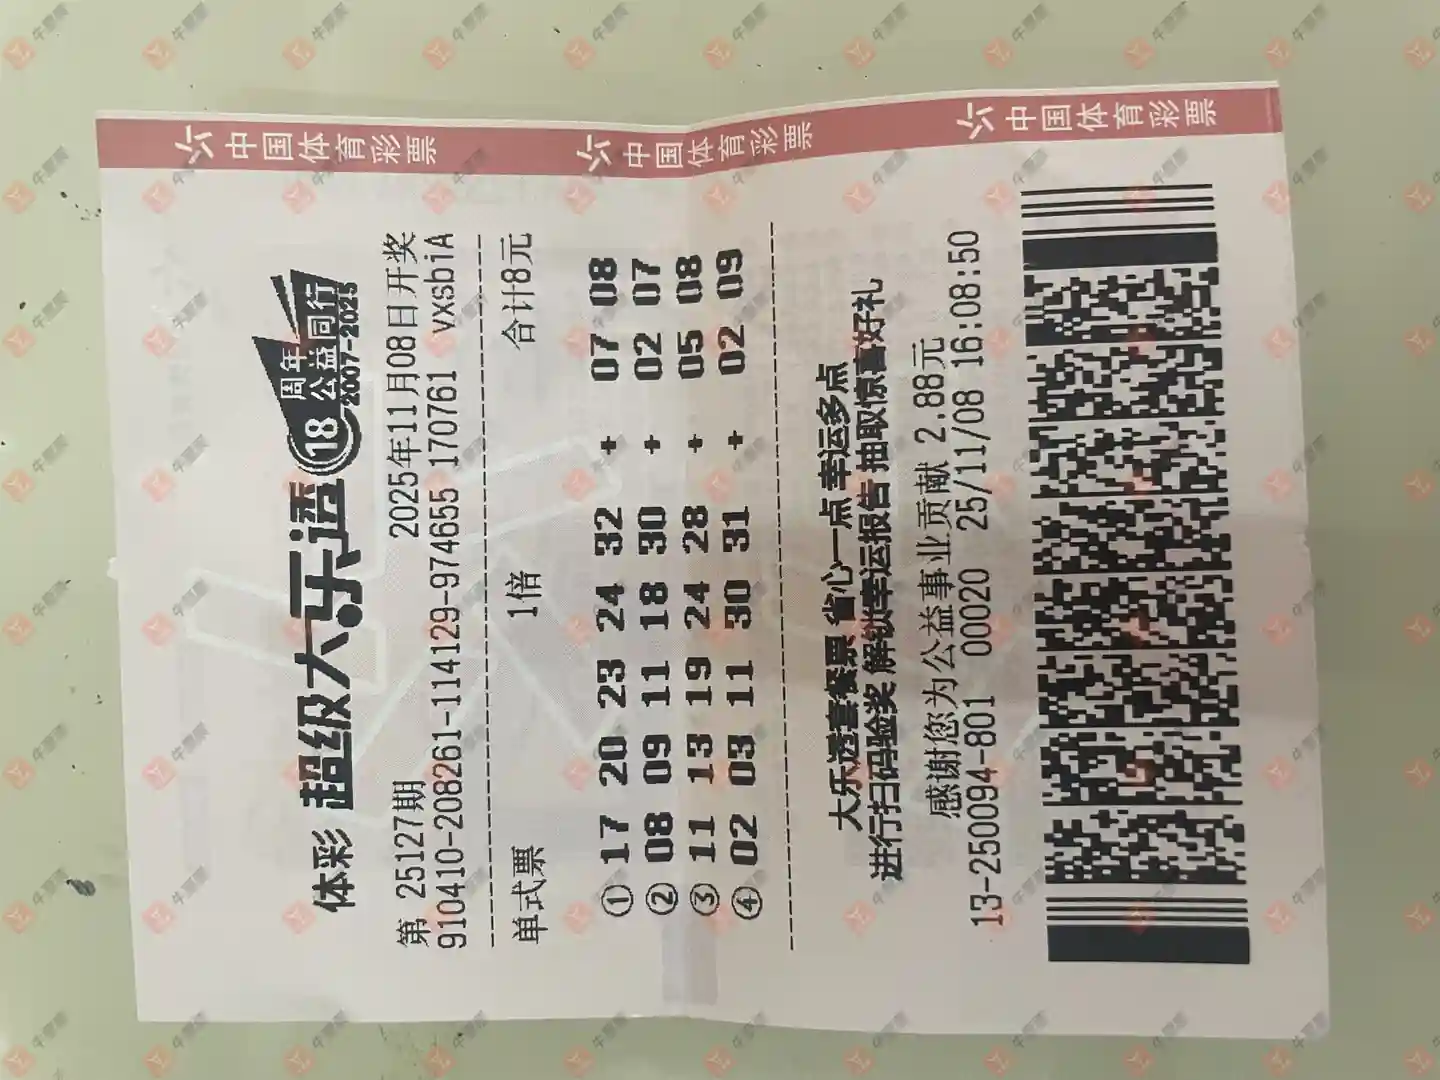 中国体育彩票 中国体育彩票 中国体育彩票
体彩 超级大乐透 18周年 公益同行 2007-2025
第 25127期 2025年11月08日开奖
910410-208261-114129-974655 170761 vxsbiA
单式票 1倍 合计8元
① 17 20 23 24 32 + 07 08
② 08 09 11 18 30 + 02 07
③ 11 13 19 24 28 + 05 08
④ 02 03 11 30 31 + 02 09
大乐透套餐票 省心一点 幸运多点
进行扫码验奖 解锁幸运报告 抽取惊喜好礼
感谢您为公益事业贡献 2.88元
13-250094-801 00020 25/11/08 16:08:50